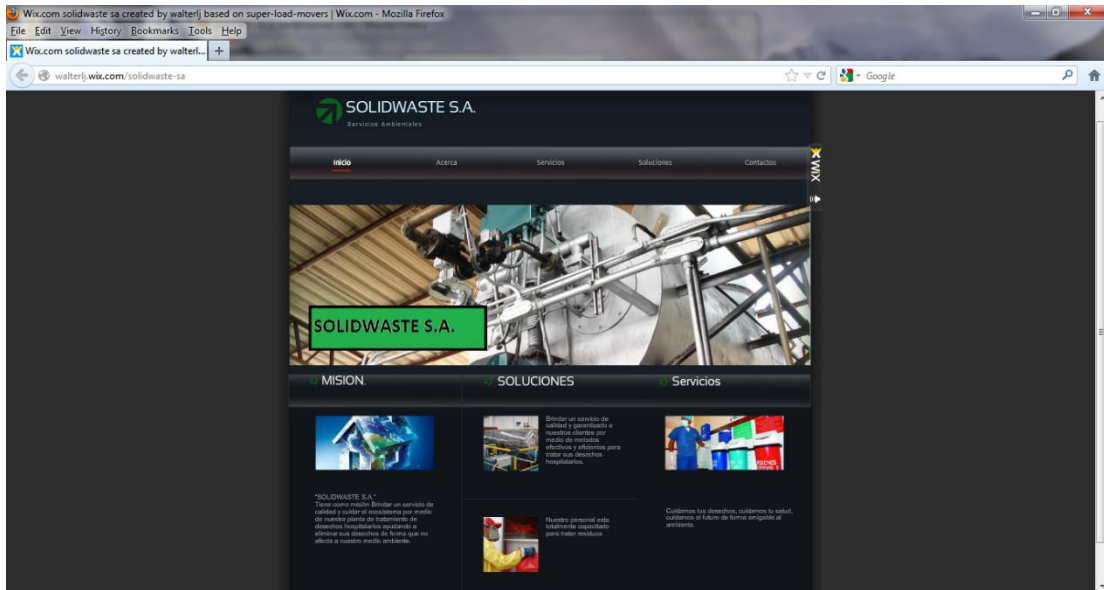 Wix.com solidwaste sa created by walterlj based on super-load-movers | Wix.com - Mozilla Firefox
File Edit View History Bookmarks Tools Help
Wix.com solidwaste sa created by walterl... +
walterlj.wix.com/solidwaste-sa
Google
SOLIDWASTE S.A.
Servicios Ambientales
Inicio Acerca Servicios Soluciones Contactos
WIX
SOLIDWASTE S.A.
MISION.
SOLUCIONES
Servicios
Brindar un servicio de
calidad y garantizado a
nuestros clientes por
medio de metodos
efectivos y eficientes para
tratar sus desechos
hospitalarios.
"SOLIDWASTE S.A."
Tiene como misión Brindar un servicio de
calidad y cuidar el ecosistema por medio
de nuestra planta de tratamiento de
desechos hospitalarios ayudando a
eliminar sus desechos de forma que no
afecte a nuestro medio ambiente.
Nuestro personal esta
totalmente capacitado
para tratar residuos
Cuidamos tus desechos, cuidamos tu salud,
cuidamos el futuro de forma amigable al
ambiente.